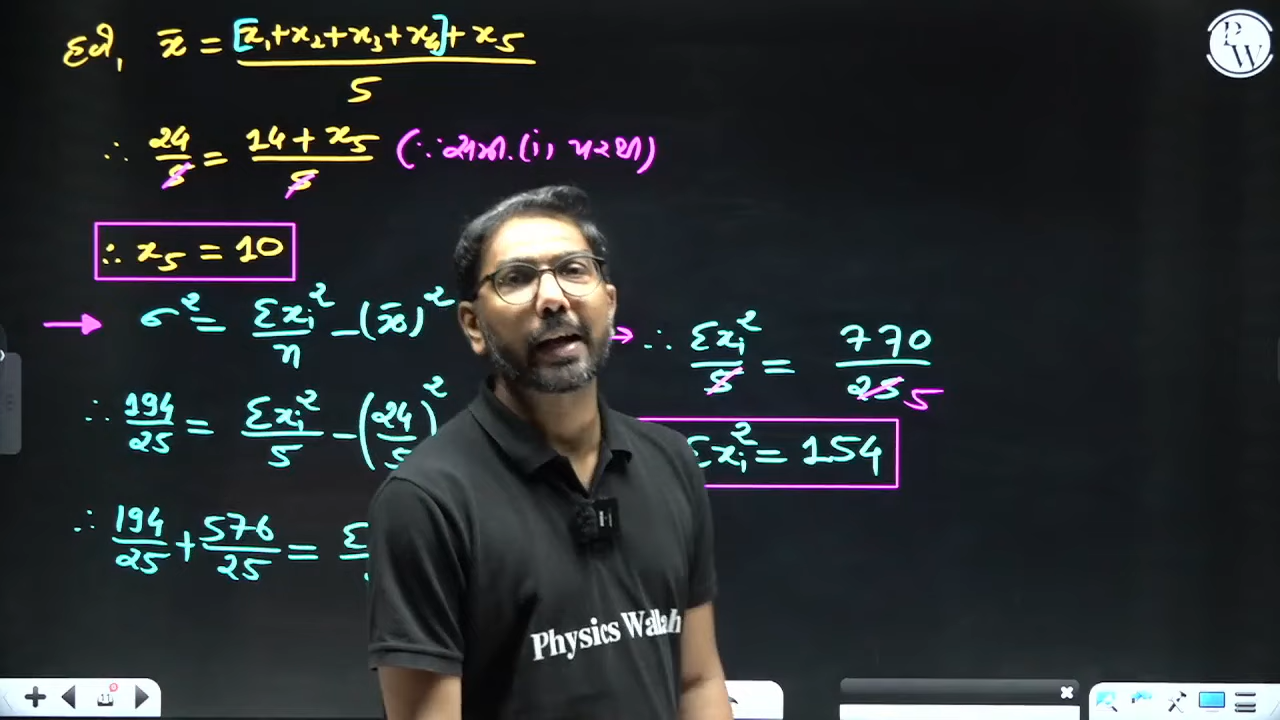 હવે, x̄ = [x₁+x₂+x₃+x₄]+x₅ / 5
∴ 24/5 = 14+x₅ / 5 (∵ સમી. (i) પરથી)
∴ x₅ = 10
→ σ² = Σxᵢ²/n − (x̄)²
∴ 194/25 = Σxᵢ²/5 − (24/5)²
∴ 194/25 + 576/25 = Σ
→ ∴ Σxᵢ²/5 = 770/25 5
Σxᵢ² = 154
PW
Physics Wallah
11